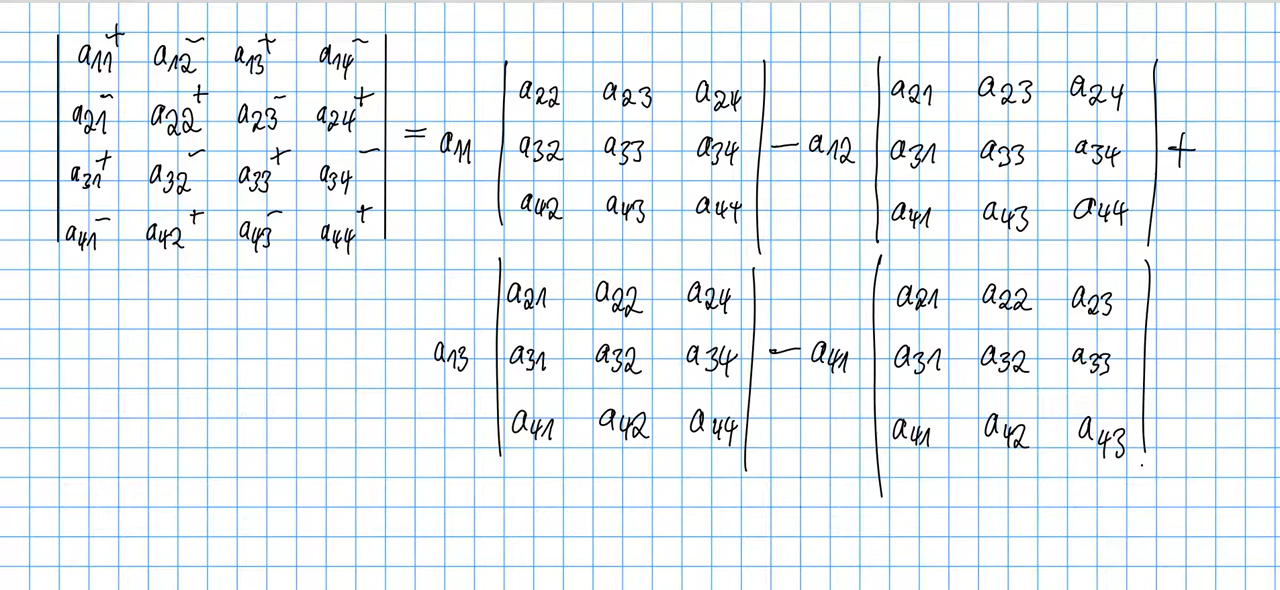 | a11⁺ a12⁻ a13⁺ a14⁻ |
| a21⁻ a22⁺ a23⁻ a24⁺ |
| a31⁺ a32⁻ a33⁺ a34⁻ |
| a41⁻ a42⁺ a43⁻ a44⁺ |
= a11 | a22 a23 a24 |
| a32 a33 a34 |
| a42 a43 a44 |
− a12 | a21 a23 a24 |
| a31 a33 a34 |
| a41 a43 a44 | +
a13 | a21 a22 a24 |
| a31 a32 a34 |
| a41 a42 a44 |
− a41 | a21 a22 a23 |
| a31 a32 a33 |
| a41 a42 a43 |